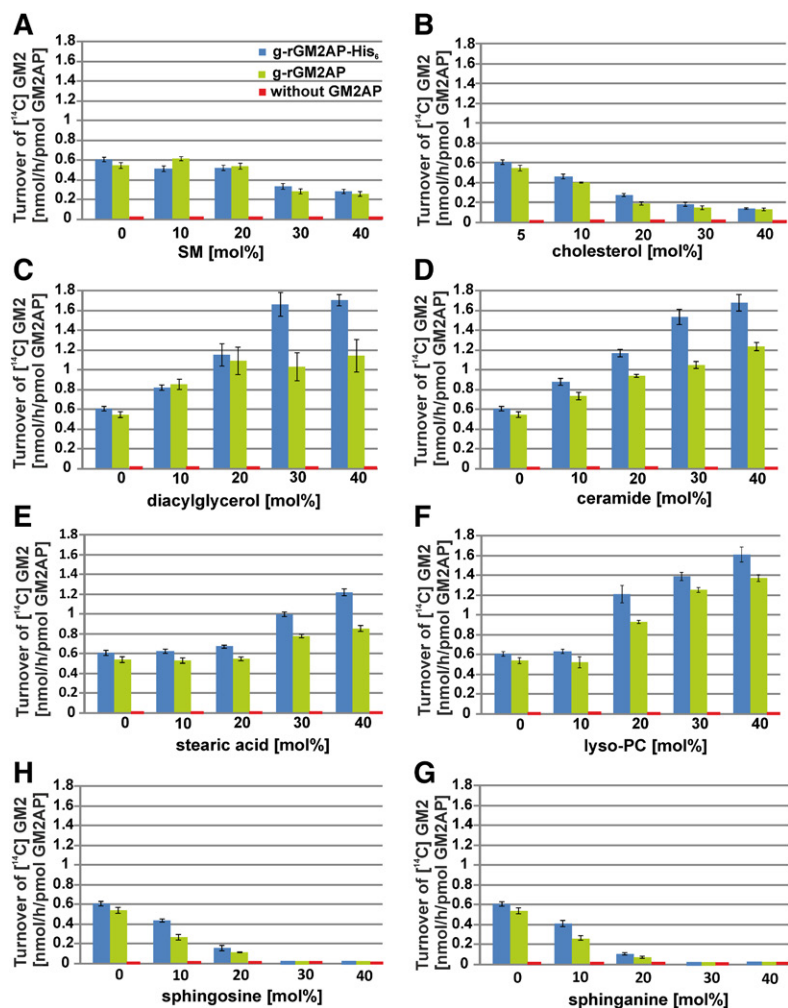 A
Turnover of [¹⁴C] GM2
[nmol/h/pmol GM2AP]
1.8
1.6
1.4
1.2
1
0.8
0.6
0.4
0.2
0
g-rGM2AP-His₆
g-rGM2AP
without GM2AP
0 10 20 30 40
SM [mol%]
B
Turnover of [¹⁴C] GM2
[nmol/h/pmol GM2AP]
1.8
1.6
1.4
1.2
1
0.8
0.6
0.4
0.2
0
5 10 20 30 40
cholesterol [mol%]
C
Turnover of [¹⁴C] GM2
[nmol/h/pmol GM2AP]
1.8
1.6
1.4
1.2
1
0.8
0.6
0.4
0.2
0
0 10 20 30 40
diacylglycerol [mol%]
D
Turnover of [¹⁴C] GM2
[nmol/h/pmol GM2AP]
1.8
1.6
1.4
1.2
1
0.8
0.6
0.4
0.2
0
0 10 20 30 40
ceramide [mol%]
E
Turnover of [¹⁴C] GM2
[nmol/h/pmol GM2AP]
1.8
1.6
1.4
1.2
1
0.8
0.6
0.4
0.2
0
0 10 20 30 40
stearic acid [mol%]
F
Turnover of [¹⁴C] GM2
[nmol/h/pmol GM2AP]
1.8
1.6
1.4
1.2
1
0.8
0.6
0.4
0.2
0
0 10 20 30 40
lyso-PC [mol%]
H
Turnover of [¹⁴C] GM2
[nmol/h/pmol GM2AP]
1.8
1.6
1.4
1.2
1
0.8
0.6
0.4
0.2
0
0 10 20 30 40
sphingosine [mol%]
G
Turnover of [¹⁴C] GM2
[nmol/h/pmol GM2AP]
1.8
1.6
1.4
1.2
1
0.8
0.6
0.4
0.2
0
0 10 20 30 40
sphinganine [mol%]